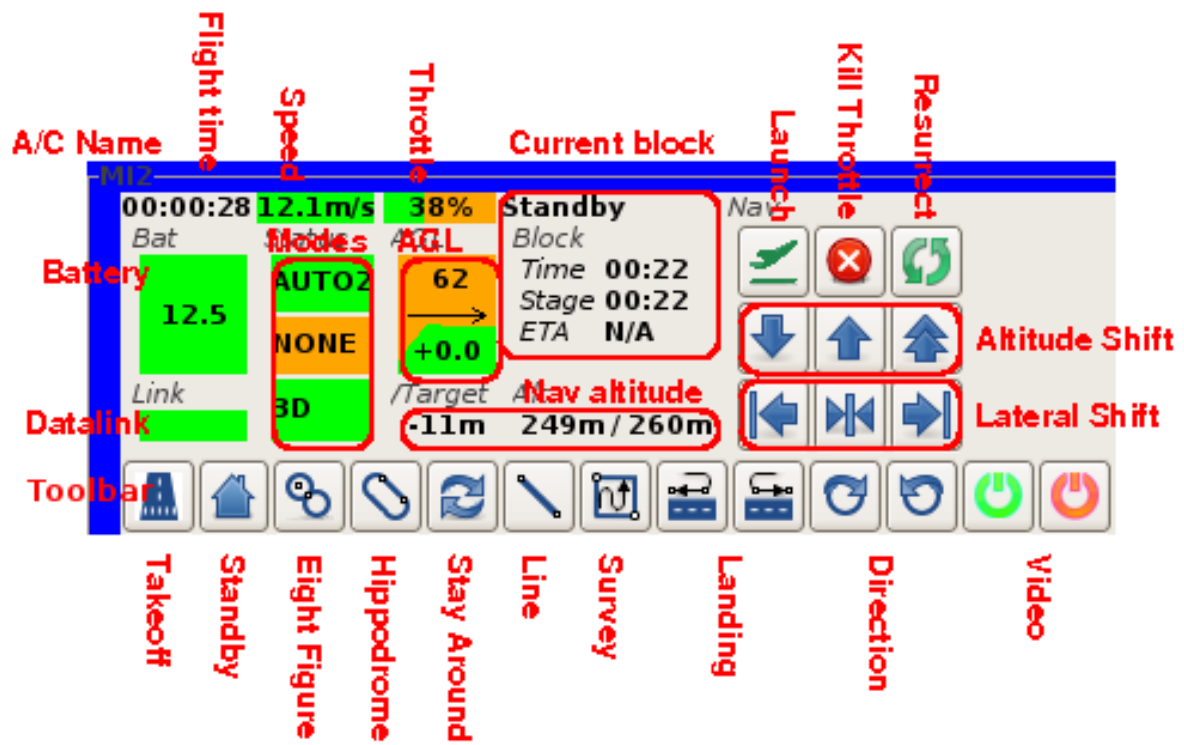 Flight time
Speed
Throttle
Kill Throttle
Resurrect
Launch
A/C Name
Current block
MI2
00:00:28 12.1m/s 38% Standby Nav
Bat Status AGL Block
Modes AGL
Battery
12.5
AUTO2
NONE
3D
62
+0.0
Time 00:22
Stage 00:22
ETA N/A
Altitude Shift
Link /Target Alt
Nav altitude
Datalink
-11m 249m / 260m
Lateral Shift
Toolbar
Takeoff
Standby
Eight Figure
Hippodrome
Stay Around
Line
Survey
Landing
Direction
Video